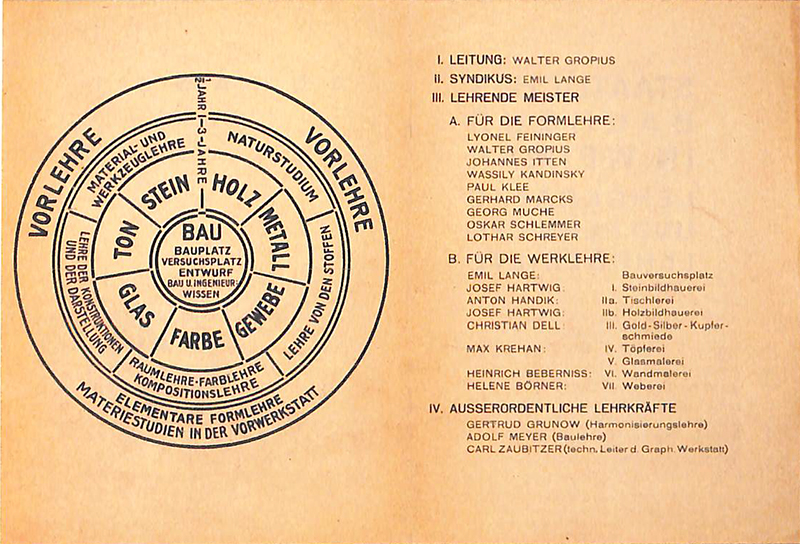 VORLEHRE
VORLEHRE
½ JAHR
1–3-JAHRE
MATERIAL- UND
WERKZEUGLEHRE
NATURSTUDIUM
LEHRE VON DEN STOFFEN
RAUMLEHRE-FARBLEHRE
KOMPOSITIONSLEHRE
LEHRE DER KONSTRUKTIONEN
UND DER DARSTELLUNG
STEIN
HOLZ
METALL
GEWEBE
FARBE
GLAS
TON
BAU
BAUPLATZ
VERSUCHSPLATZ
ENTWURF
BAU U. INGENIEUR-
WISSEN
ELEMENTARE FORMLEHRE
MATERIESTUDIEN IN DER VORWERKSTATT
I. LEITUNG: WALTER GROPIUS
II. SYNDIKUS: EMIL LANGE
III. LEHRENDE MEISTER
A. FÜR DIE FORMLEHRE:
LYONEL FEININGER
WALTER GROPIUS
JOHANNES ITTEN
WASSILY KANDINSKY
PAUL KLEE
GERHARD MARCKS
GEORG MUCHE
OSKAR SCHLEMMER
LOTHAR SCHREYER
B. FÜR DIE WERKLEHRE:
EMIL LANGE: Bauversuchsplatz
JOSEF HARTWIG: I. Steinbildhauerei
ANTON HANDIK: IIa. Tischlerei
JOSEF HARTWIG: IIb. Holzbildhauerei
CHRISTIAN DELL: III. Gold-Silber-Kupfer-
schmiede
MAX KREHAN: IV. Töpferei
V. Glasmalerei
HEINRICH BEBERNISS: VI. Wandmalerei
HELENE BÖRNER: VII. Weberei
IV. AUSSERORDENTLICHE LEHRKRÄFTE
GERTRUD GRUNOW (Harmonisierungslehre)
ADOLF MEYER (Baulehre)
CARL ZAUBITZER (techn. Leiter d. Graph. Werkstatt)